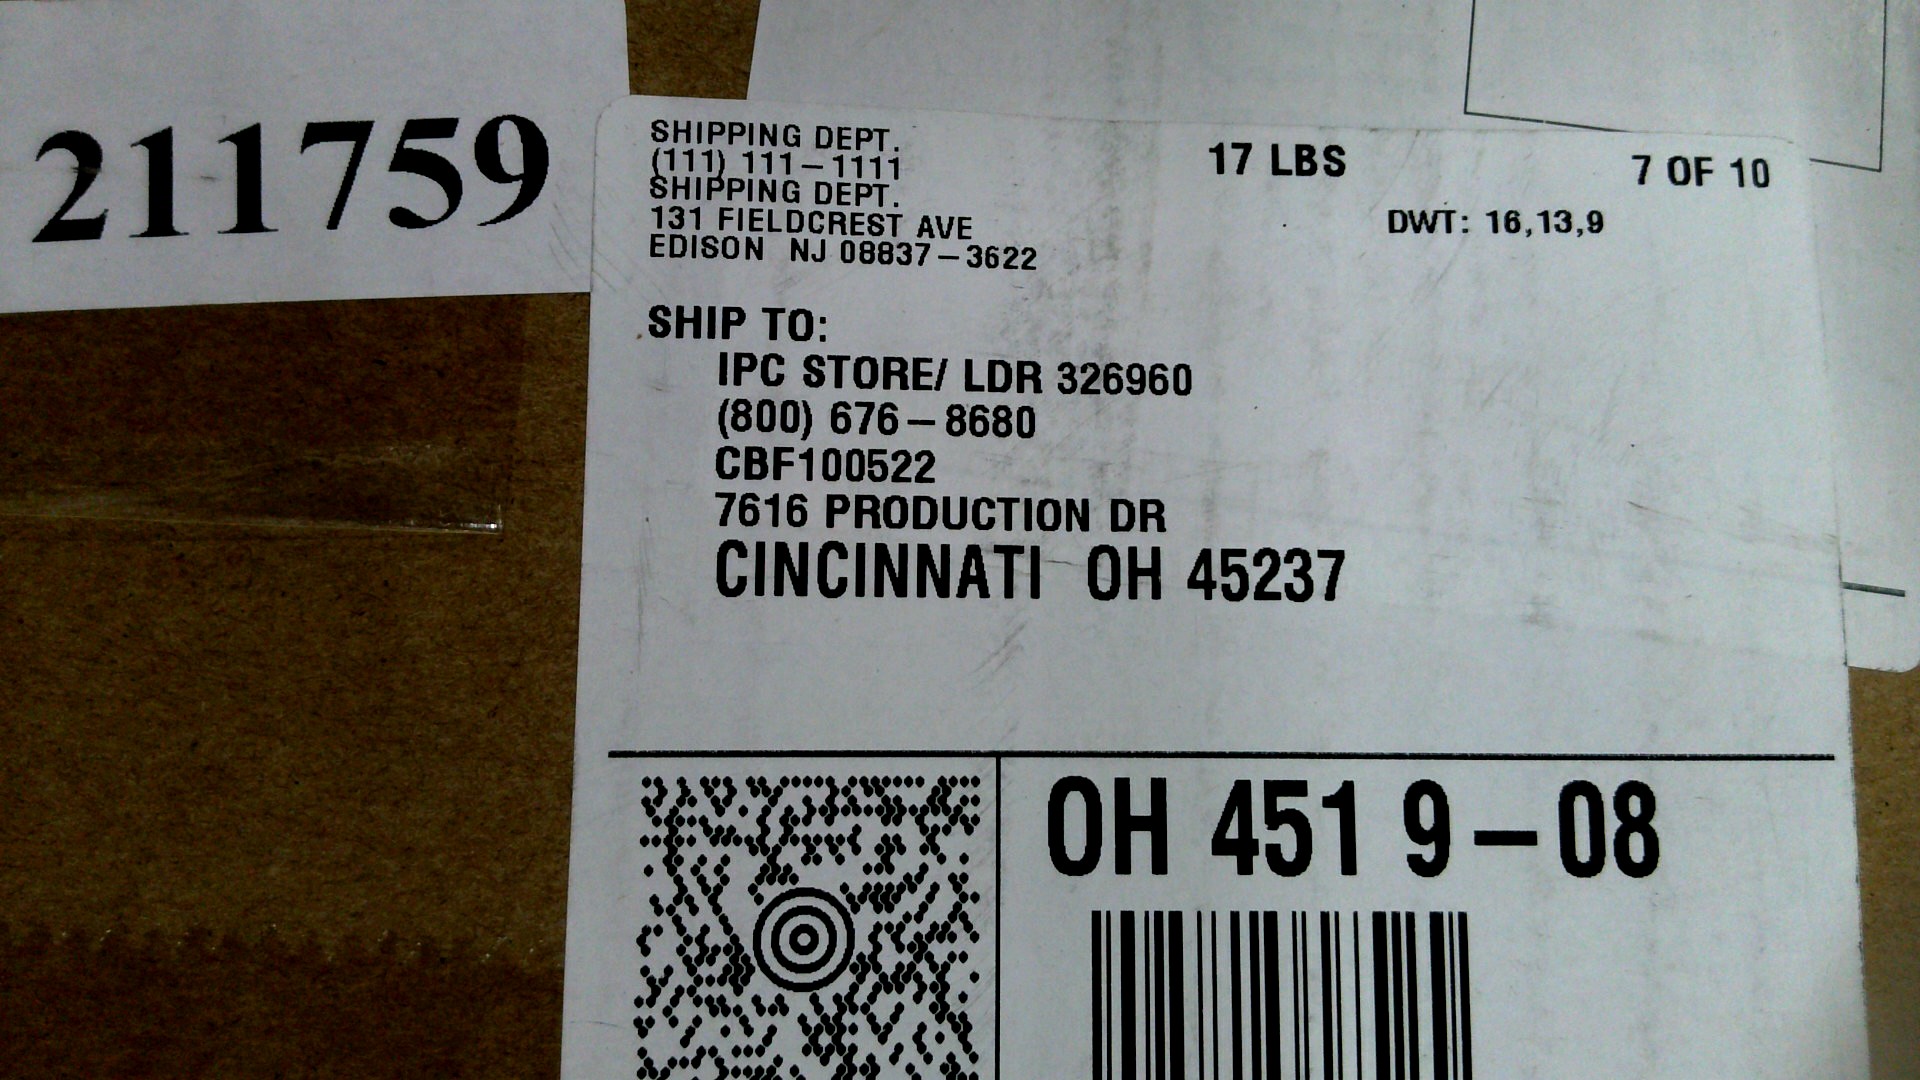 211759
SHIPPING DEPT.
(111) 111-1111
SHIPPING DEPT.
131 FIELDCREST AVE
EDISON NJ 08837-3622
17 LBS
7 OF 10
DWT: 16,13,9
SHIP TO:
IPC STORE/ LDR 326960
(800) 676-8680
CBF100522
7616 PRODUCTION DR
CINCINNATI OH 45237
OH 451 9-08